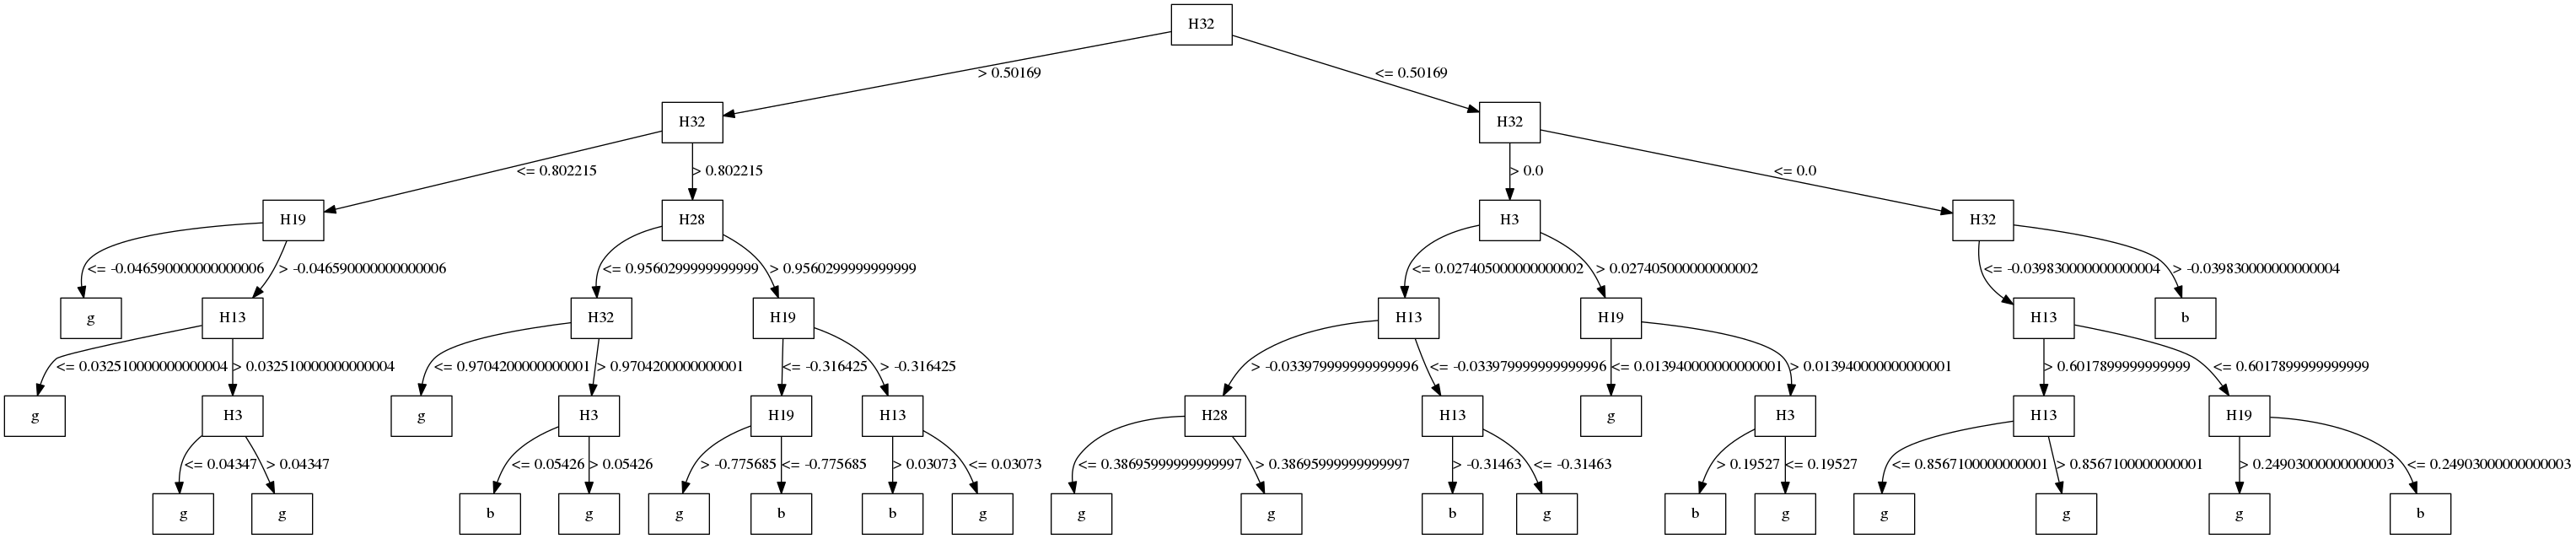 H32
> 0.50169 <= 0.50169
H32 H32
<= 0.802215 > 0.802215 > 0.0 <= 0.0
H19 H28 H3 H32
<= -0.046590000000000006 > -0.046590000000000006 <= 0.9560299999999999 > 0.9560299999999999 <= 0.027405000000000002 > 0.027405000000000002 <= -0.039830000000000004 > -0.039830000000000004
g H13 H32 H19 H13 H19 H13 b
<= 0.032510000000000004 > 0.032510000000000004 <= 0.9704200000000001 > 0.9704200000000001 <= -0.316425 > -0.316425 > -0.033979999999999996 <= -0.033979999999999996 <= 0.013940000000000001 > 0.013940000000000001 > 0.6017899999999999 <= 0.6017899999999999
g H3 g H3 H19 H13 H28 H13 g H3 H13 H19
<= 0.04347 > 0.04347 <= 0.05426 > 0.05426 > -0.775685 <= -0.775685 > 0.03073 <= 0.03073 <= 0.38695999999999997 > 0.38695999999999997 > -0.31463 <= -0.31463 > 0.19527 <= 0.19527 <= 0.8567100000000001 > 0.8567100000000001 > 0.24903000000000003 <= 0.24903000000000003
g g b g g b b g g g b g b g g g g b